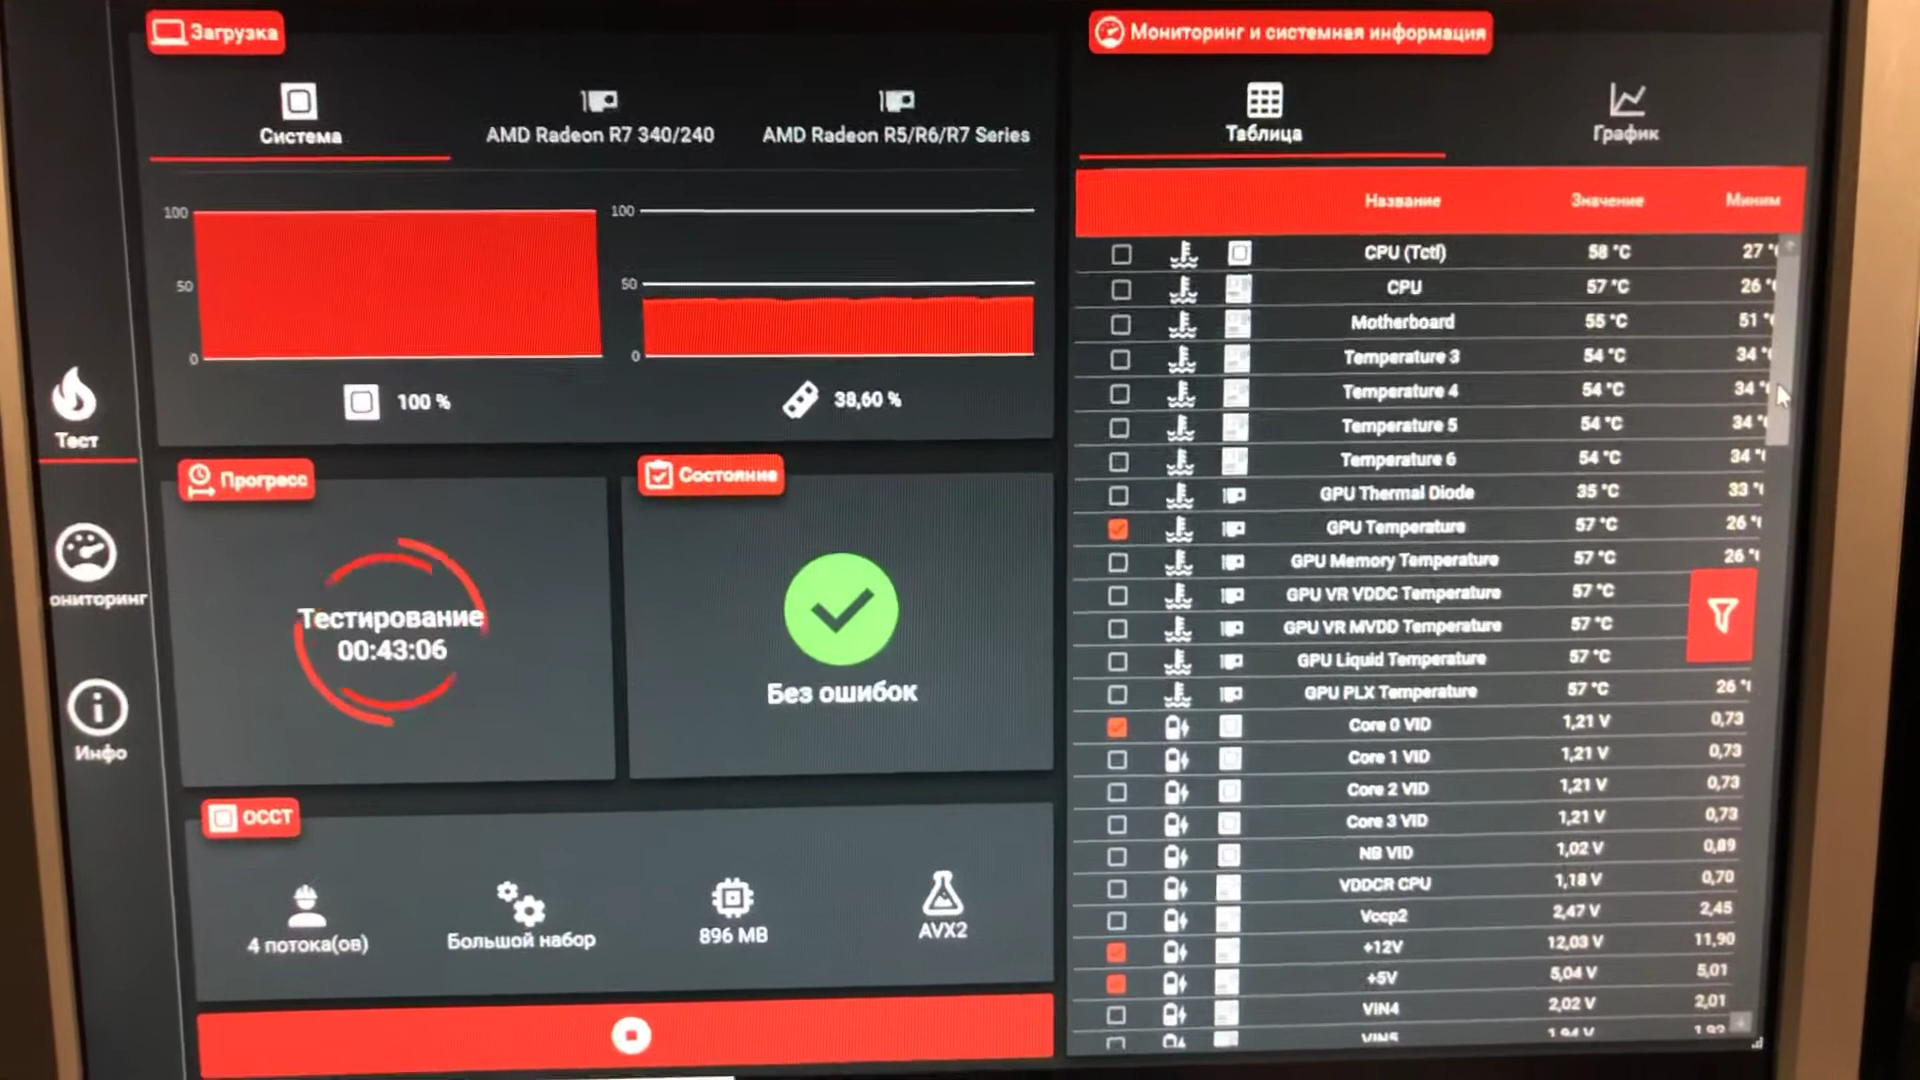 Загрузка
Система
AMD Radeon R7 340/240
AMD Radeon R5/R6/R7 Series
100
50
0
100
50
0
100 %
38,60 %
Тест
ониторинг
Инфо
Прогресс
Тестирование
00:43:06
Состояние
Без ошибок
OCCT
4 потока(ов)
Большой набор
896 MB
AVX2
Мониторинг и системная информация
Таблица
График
Название Значение Миним
CPU (Tctl) 58 °C 27 °
CPU 57 °C 26 °
Motherboard 55 °C 51 °
Temperature 3 54 °C 34 °
Temperature 4 54 °C 34 °
Temperature 5 54 °C 34 °
Temperature 6 54 °C 34 °
GPU Thermal Diode 35 °C 33 °
GPU Temperature 57 °C 26 °
GPU Memory Temperature 57 °C 26 °
GPU VR VDDC Temperature 57 °C
GPU VR MVDD Temperature 57 °C
GPU Liquid Temperature 57 °C
GPU PLX Temperature 57 °C 26 °
Core 0 VID 1,21 V 0,73
Core 1 VID 1,21 V 0,73
Core 2 VID 1,21 V 0,73
Core 3 VID 1,21 V 0,73
NB VID 1,02 V 0,89
VDDCR CPU 1,18 V 0,70
Vccp2 2,47 V 2,45
+12V 12,03 V 11,90
+5V 5,04 V 5,01
VIN4 2,02 V 2,01
VIN5 1,94 V 1,92